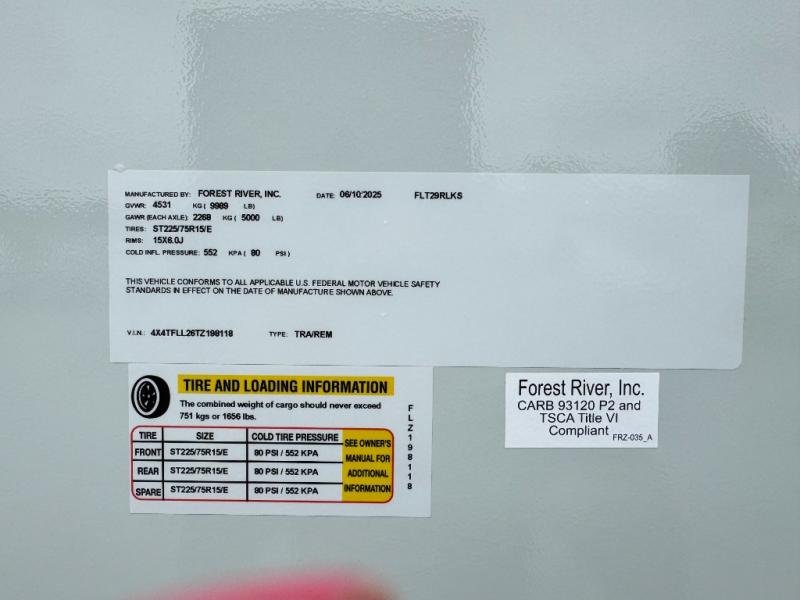 MANUFACTURED BY: FOREST RIVER, INC. DATE: 06/10/2025 FLT29RLKS
GVWR: 4531 KG ( 9989 LB)
GAWR (EACH AXLE): 2268 KG ( 5000 LB)
TIRES: ST225/75R15/E
RIMS: 15X6.0J
COLD INFL. PRESSURE: 552 KPA ( 80 PSI )
THIS VEHICLE CONFORMS TO ALL APPLICABLE U.S. FEDERAL MOTOR VEHICLE SAFETY
STANDARDS IN EFFECT ON THE DATE OF MANUFACTURE SHOWN ABOVE.
V.I.N.: 4X4TFLL26TZ198118 TYPE: TRA/REM
TIRE AND LOADING INFORMATION
The combined weight of cargo should never exceed
751 kgs or 1656 lbs.
TIRE SIZE COLD TIRE PRESSURE
FRONT ST225/75R15/E 80 PSI / 552 KPA
REAR ST225/75R15/E 80 PSI / 552 KPA
SPARE ST225/75R15/E 80 PSI / 552 KPA
SEE OWNER'S
MANUAL FOR
ADDITIONAL
INFORMATION
FLZ198118
Forest River, Inc.
CARB 93120 P2 and
TSCA Title VI
Compliant FRZ-035_A